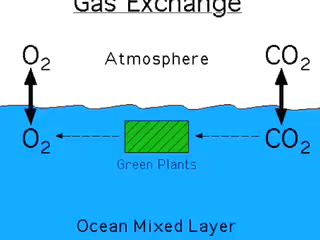 Gas Exchange
O₂ Atmosphere CO₂
O₂ CO₂
Green Plants
Ocean Mixed Layer